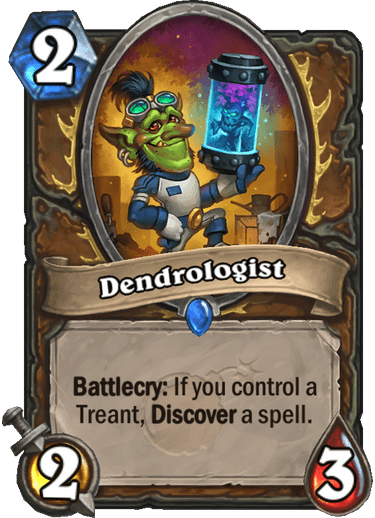 2
Dendrologist
Battlecry: If you control a
Treant, Discover a spell.
2
3